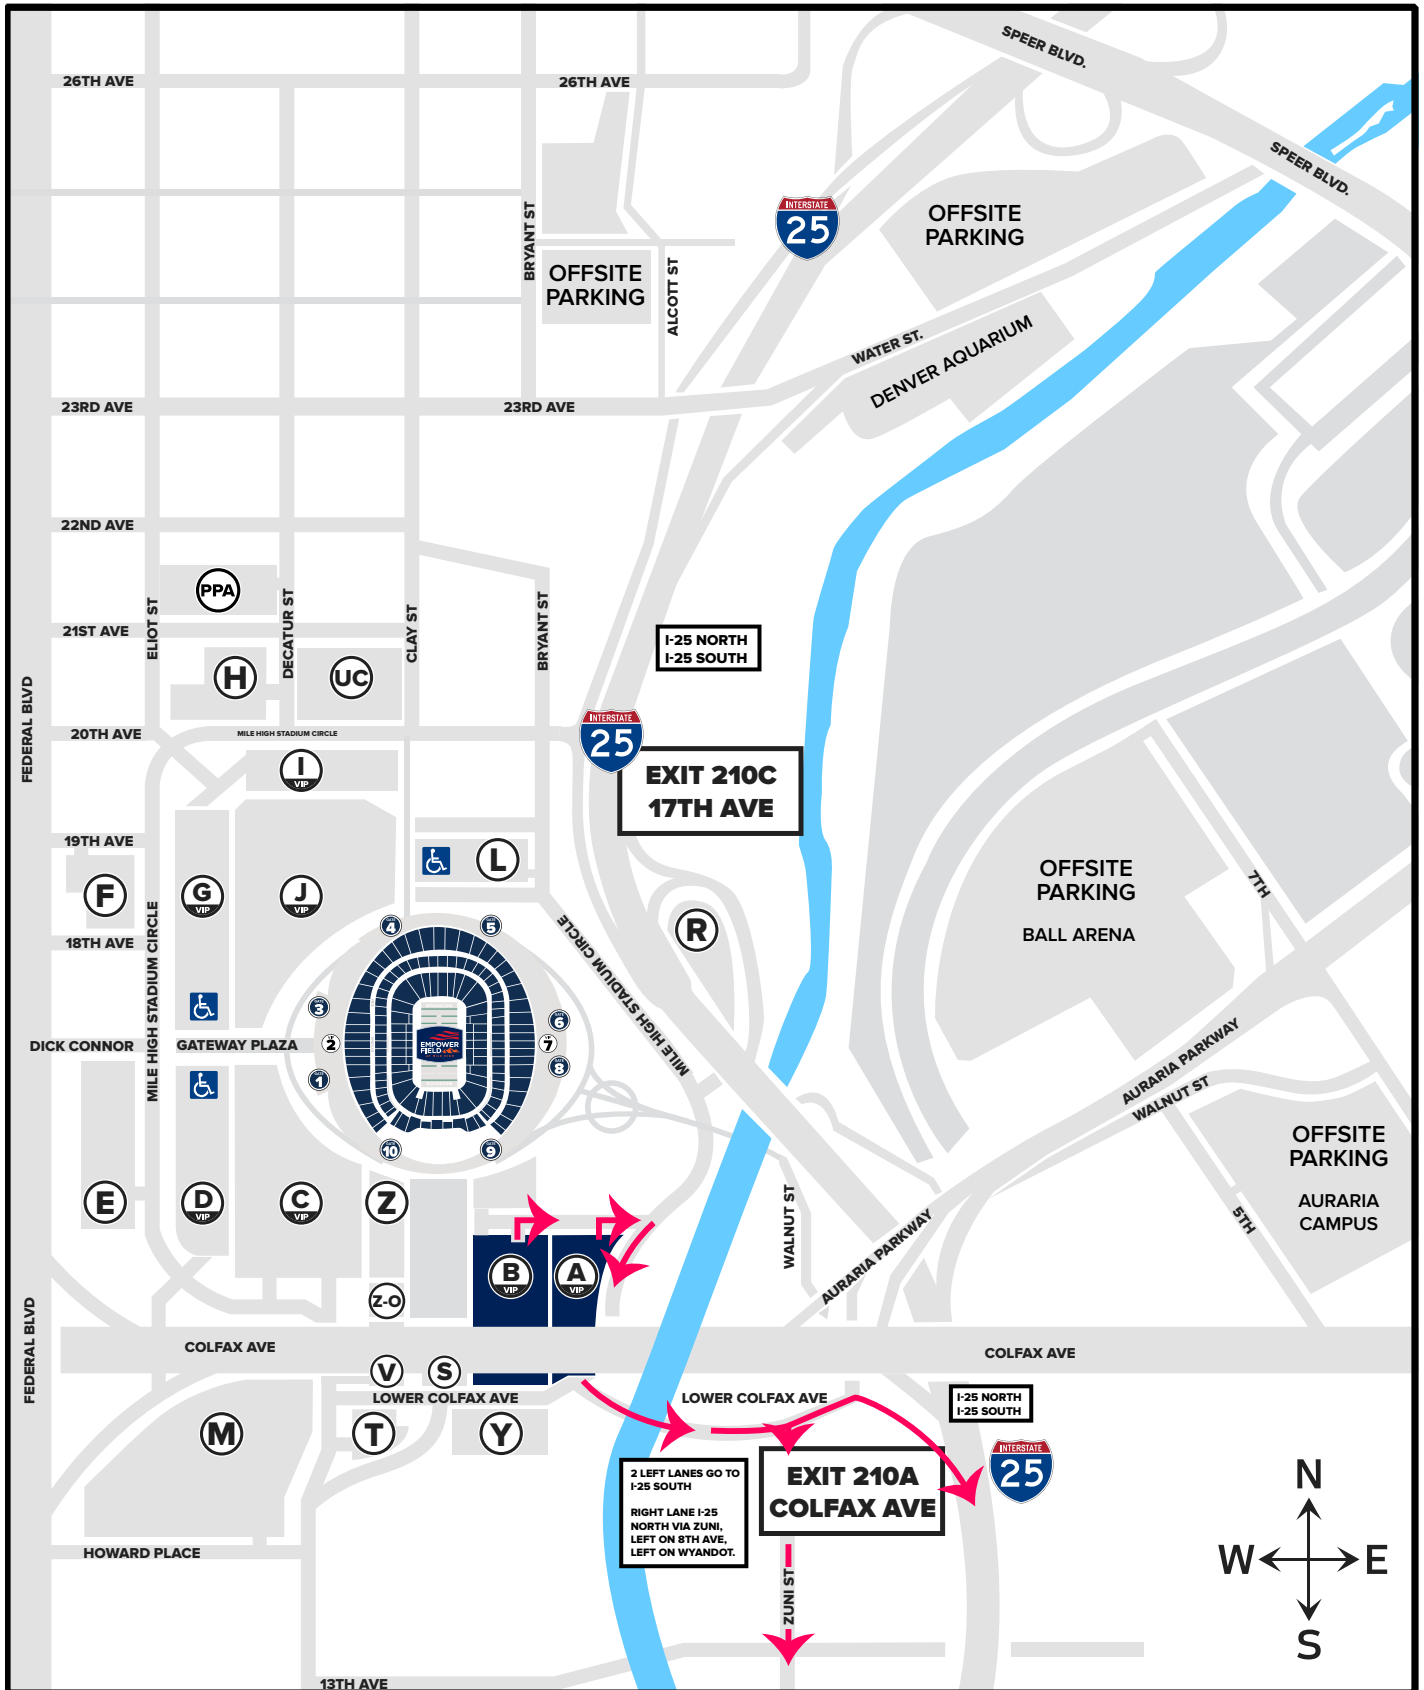 SPEER BLVD.
26TH AVE
26TH AVE
SPEER BLVD.
BRYANT ST
INTERSTATE
25
OFFSITE
PARKING
OFFSITE
PARKING
ALCOTT ST
WATER ST.
DENVER AQUARIUM
23RD AVE
23RD AVE
22ND AVE
PPA
ELIOT ST
DECATUR ST
CLAY ST
BRYANT ST
21ST AVE
I-25 NORTH
I-25 SOUTH
H
UC
FEDERAL BLVD
20TH AVE
MILE HIGH STADIUM CIRCLE
INTERSTATE
25
I
VIP
EXIT 210C
17TH AVE
19TH AVE
L
F
G
VIP
J
VIP
OFFSITE
PARKING
BALL ARENA
7TH
4
5
R
18TH AVE
MILE HIGH STADIUM CIRCLE
MILE HIGH STADIUM CIRCLE
3
6
DICK CONNOR
GATEWAY PLAZA
2
EMPOWER
FIELD
7
8
1
AURARIA PARKWAY
WALNUT ST
10
9
OFFSITE
PARKING
AURARIA
CAMPUS
E
D
VIP
C
VIP
Z
WALNUT ST
5TH
AURARIA PARKWAY
B
VIP
A
VIP
Z-O
FEDERAL BLVD
COLFAX AVE
COLFAX AVE
V
S
LOWER COLFAX AVE
LOWER COLFAX AVE
I-25 NORTH
I-25 SOUTH
M
T
Y
INTERSTATE
25
2 LEFT LANES GO TO
I-25 SOUTH
RIGHT LANE I-25
NORTH VIA ZUNI,
LEFT ON 8TH AVE,
LEFT ON WYANDOT.
EXIT 210A
COLFAX AVE
N
W
E
S
HOWARD PLACE
ZUNI ST
13TH AVE